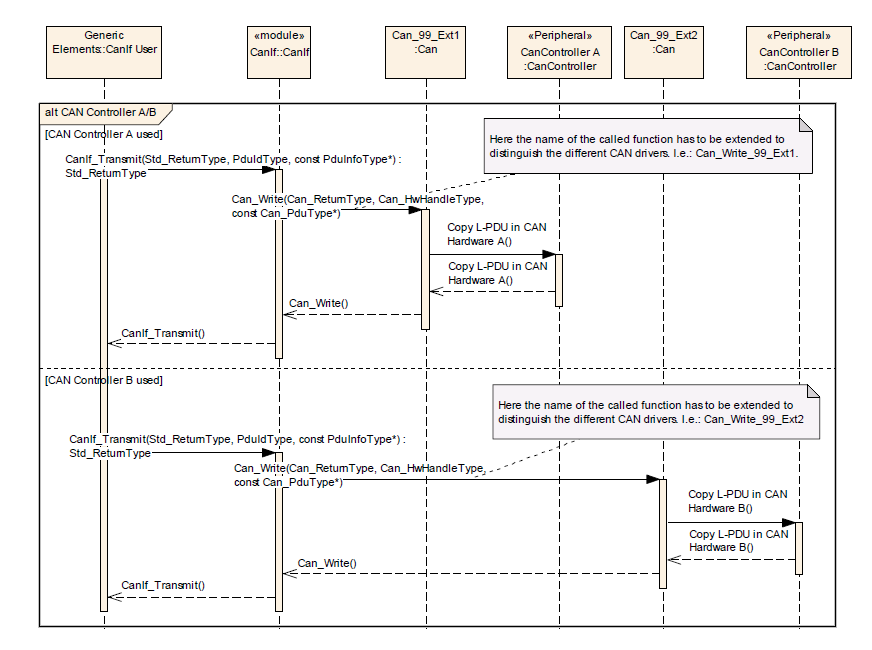 Generic
Elements::CanIf User
«module»
CanIf::CanIf
Can_99_Ext1
:Can
«Peripheral»
CanController A
:CanController
Can_99_Ext2
:Can
«Peripheral»
CanController B
:CanController
alt CAN Controller A/B
[CAN Controller A used]
Here the name of the called function has to be extended to
distinguish the different CAN drivers. I.e.: Can_Write_99_Ext1.
CanIf_Transmit(Std_ReturnType, PduIdType, const PduInfoType*) :
Std_ReturnType
Can_Write(Can_ReturnType, Can_HwHandleType,
const Can_PduType*)
Copy L-PDU in CAN
Hardware A()
Copy L-PDU in CAN
Hardware A()
Can_Write()
CanIf_Transmit()
[CAN Controller B used]
Here the name of the called function has to be extended to
distinguish the different CAN drivers. I.e.: Can_Write_99_Ext2
CanIf_Transmit(Std_ReturnType, PduIdType, const PduInfoType*) :
Std_ReturnType
Can_Write(Can_ReturnType, Can_HwHandleType,
const Can_PduType*)
Copy L-PDU in CAN
Hardware B()
Copy L-PDU in CAN
Hardware B()
Can_Write()
CanIf_Transmit()